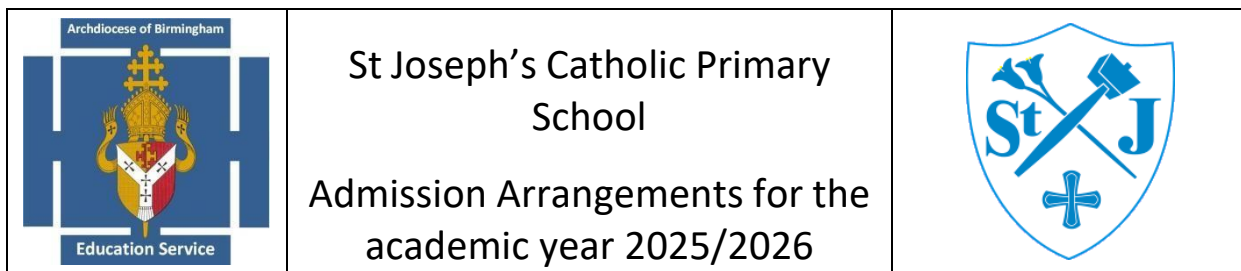 Archdiocese of Birmingham
Education Service
St Joseph’s Catholic Primary
School
Admission Arrangements for the
academic year 2025/2026
St J